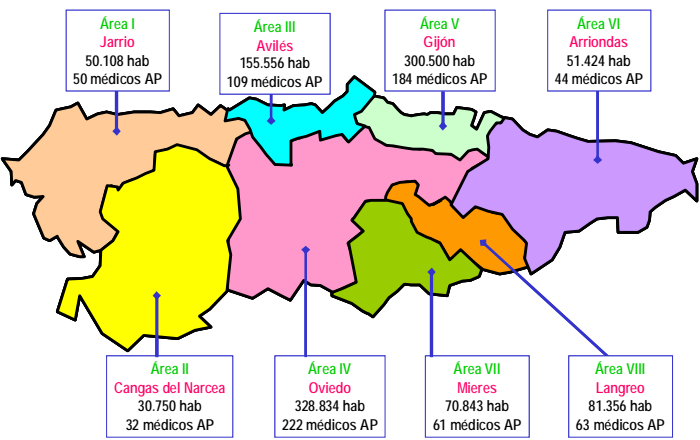 Área I
Jarrio
50.108 hab
50 médicos AP
Área III
Avilés
155.556 hab
109 médicos AP
Área V
Gijón
300.500 hab
184 médicos AP
Área VI
Arriondas
51.424 hab
44 médicos AP
Área II
Cangas del Narcea
30.750 hab
32 médicos AP
Área IV
Oviedo
328.834 hab
222 médicos AP
Área VII
Mieres
70.843 hab
61 médicos AP
Área VIII
Langreo
81.356 hab
63 médicos AP